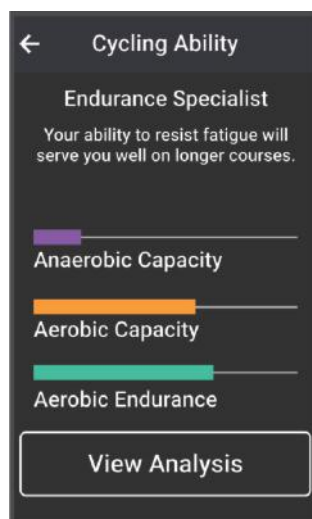 Cycling Ability
Endurance Specialist
Your ability to resist fatigue will
serve you well on longer courses.
Anaerobic Capacity
Aerobic Capacity
Aerobic Endurance
View Analysis